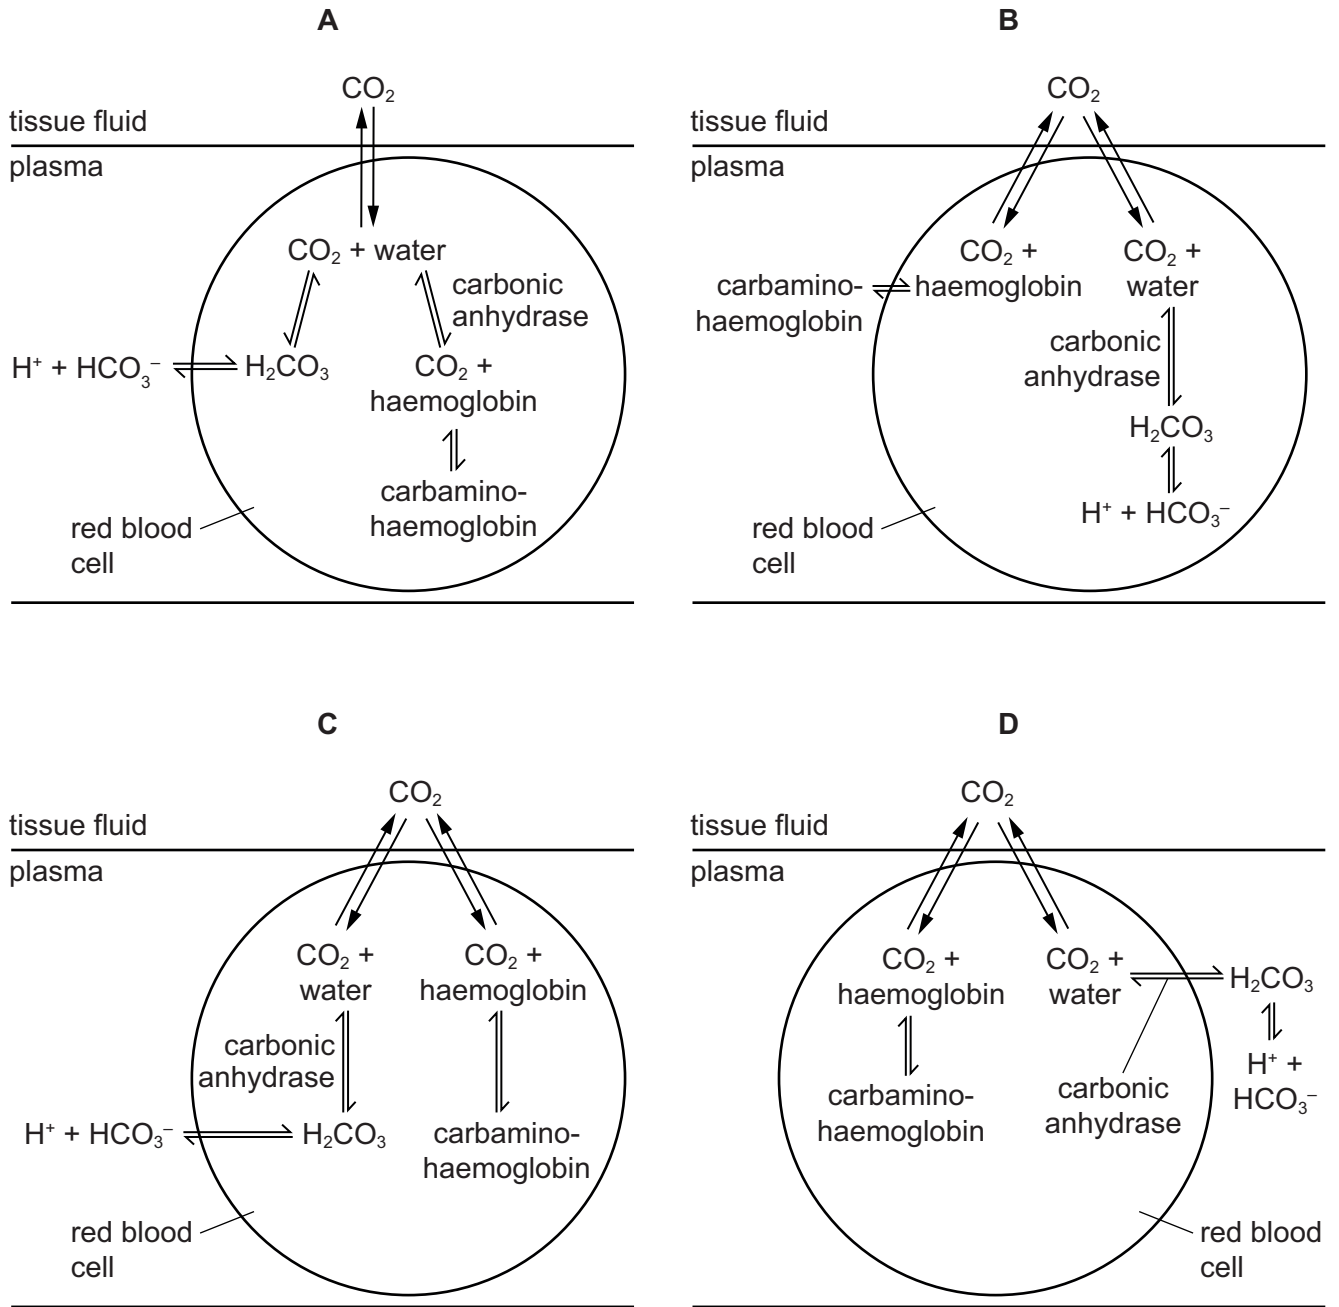 A
CO₂
tissue fluid
plasma
CO₂ + water
carbonic
anhydrase
H⁺ + HCO₃⁻
H₂CO₃
CO₂ +
haemoglobin
carbamino-
haemoglobin
red blood
cell
B
CO₂
tissue fluid
plasma
CO₂ +
haemoglobin
CO₂ +
water
carbamino-
haemoglobin
carbonic
anhydrase
H₂CO₃
H⁺ + HCO₃⁻
red blood
cell
C
CO₂
tissue fluid
plasma
CO₂ +
water
CO₂ +
haemoglobin
carbonic
anhydrase
H⁺ + HCO₃⁻
H₂CO₃
carbamino-
haemoglobin
red blood
cell
D
CO₂
tissue fluid
plasma
CO₂ +
haemoglobin
CO₂ +
water
H₂CO₃
carbamino-
haemoglobin
carbonic
anhydrase
H⁺ +
HCO₃⁻
red blood
cell